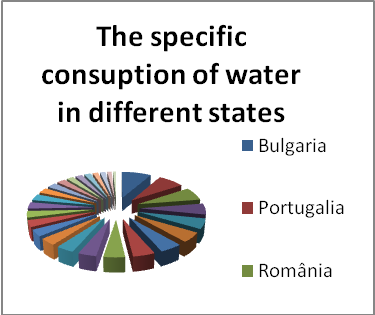 The specific
consuption of water
in different states
Bulgaria
Portugalia
România